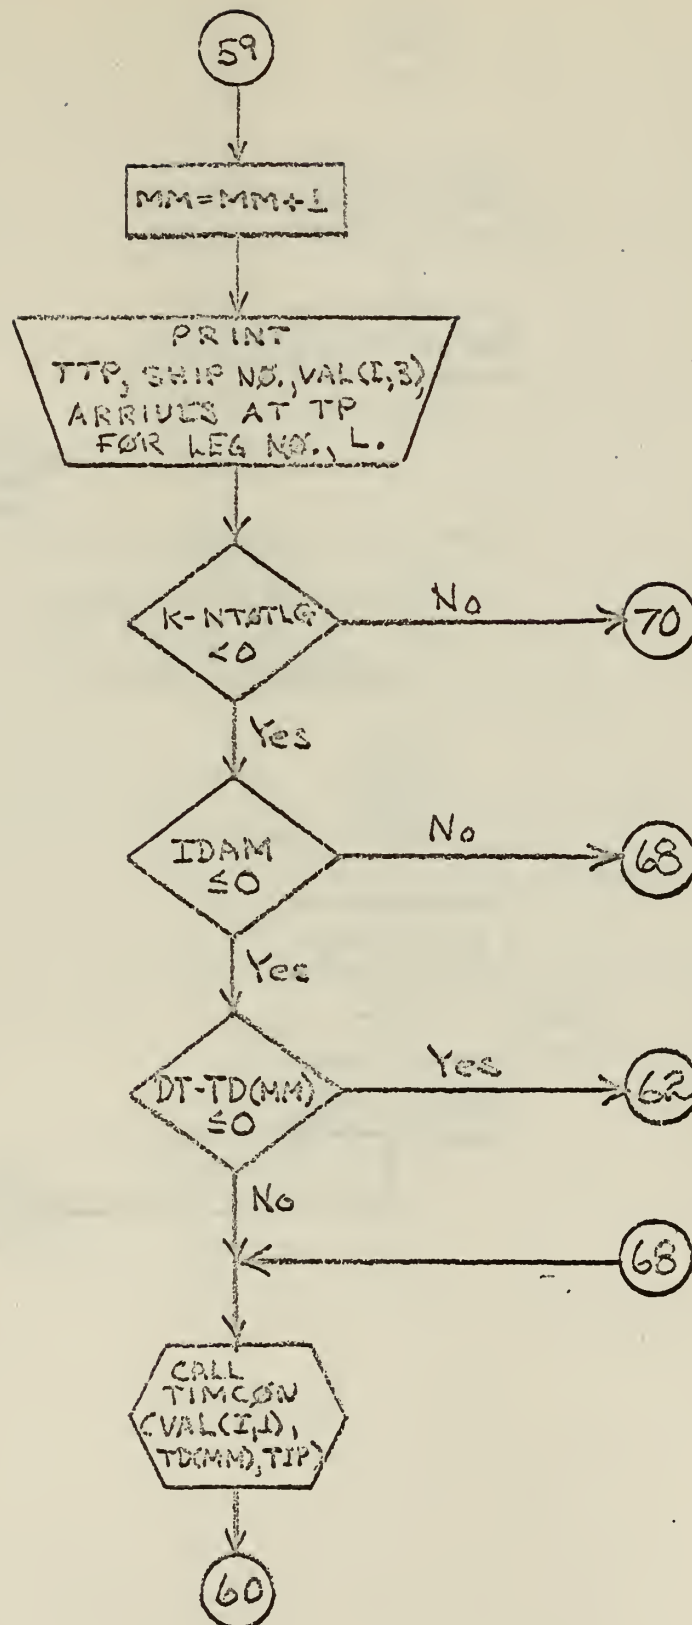 59
MM=MM+1
PRINT
TTP, SHIP NØ., VAL(I,3)
ARRIVES AT TP
FØR LEG NØ., L.
K-NTØTLG
<0
No
70
Yes
IDAM
≤0
No
68
Yes
DT-TD(MM)
≤0
Yes
62
No
68
CALL
TIMCØN
(VAL(I,1),
TD(MM),TIP)
60